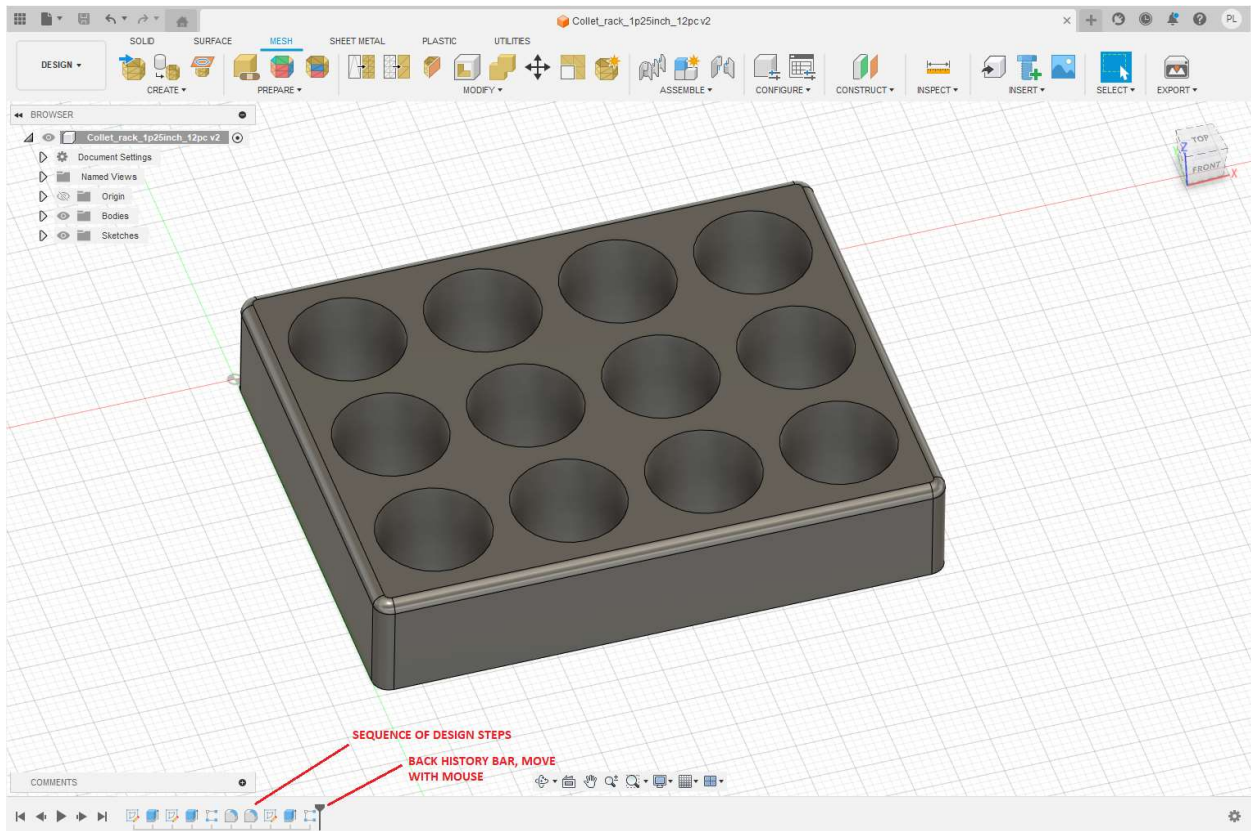 Collet_rack_1p25inch_12pc v2
PL
DESIGN
SOLID SURFACE MESH SHEET METAL PLASTIC UTILITIES
CREATE PREPARE MODIFY ASSEMBLE CONFIGURE CONSTRUCT INSPECT INSERT SELECT EXPORT
BROWSER
Collet_rack_1p25inch_12pc v2
Document Settings
Named Views
Origin
Bodies
Sketches
TOP
FRONT
Z
X
SEQUENCE OF DESIGN STEPS
BACK HISTORY BAR, MOVE
WITH MOUSE
COMMENTS